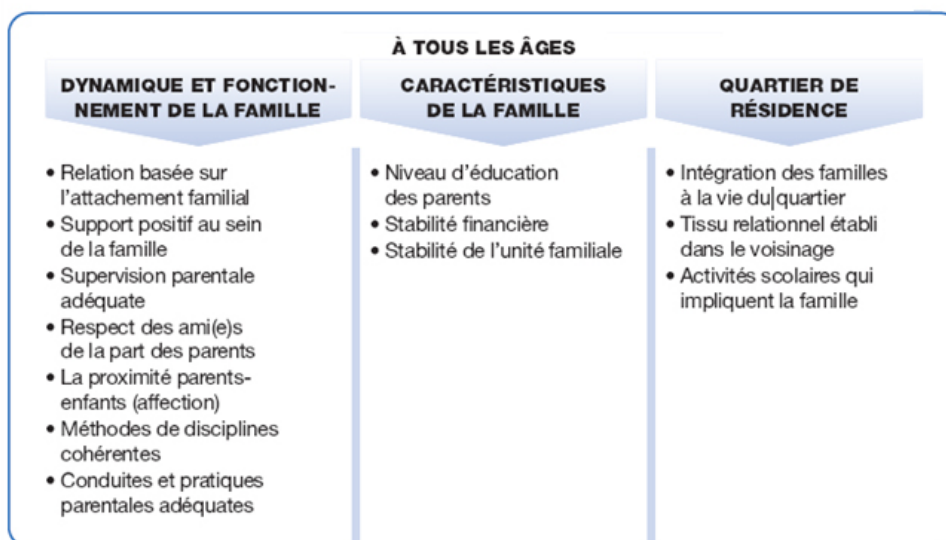 À TOUS LES ÂGES
DYNAMIQUE ET FONCTION-
NEMENT DE LA FAMILLE
• Relation basée sur
l'attachement familial
• Support positif au sein
de la famille
• Supervision parentale
adéquate
• Respect des ami(e)s
de la part des parents
• La proximité parents-
enfants (affection)
• Méthodes de disciplines
cohérentes
• Conduites et pratiques
parentales adéquates
CARACTÉRISTIQUES
DE LA FAMILLE
• Niveau d'éducation
des parents
• Stabilité financière
• Stabilité de l'unité familiale
QUARTIER DE
RÉSIDENCE
• Intégration des familles
à la vie du quartier
• Tissu relationnel établi
dans le voisinage
• Activités scolaires qui
impliquent la famille